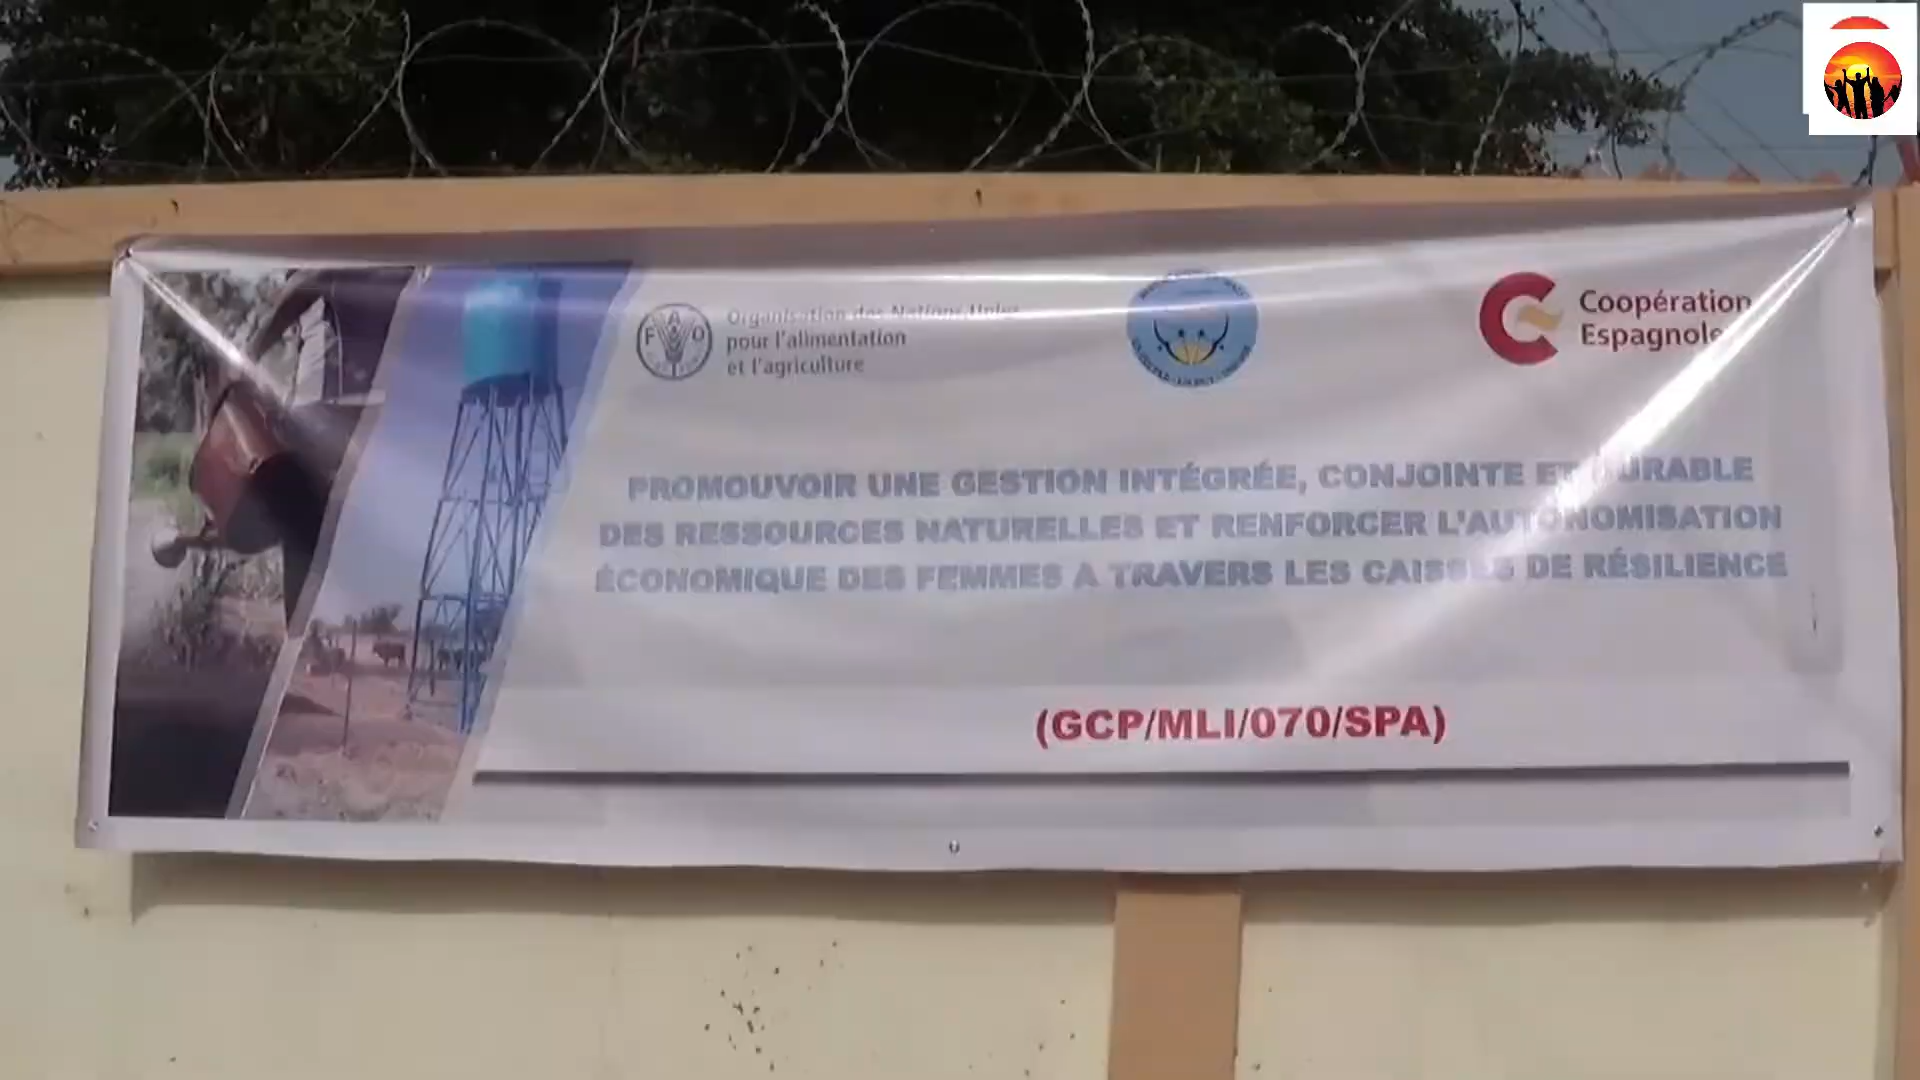 FAO
Organisation des Nations Unies
pour l'alimentation
et l'agriculture
Coopération
Espagnole
PROMOUVOIR UNE GESTION INTÉGRÉE, CONJOINTE ET DURABLE
DES RESSOURCES NATURELLES ET RENFORCER L'AUTONOMISATION
ÉCONOMIQUE DES FEMMES A TRAVERS LES CAISSES DE RÉSILIENCE
(GCP/MLI/070/SPA)